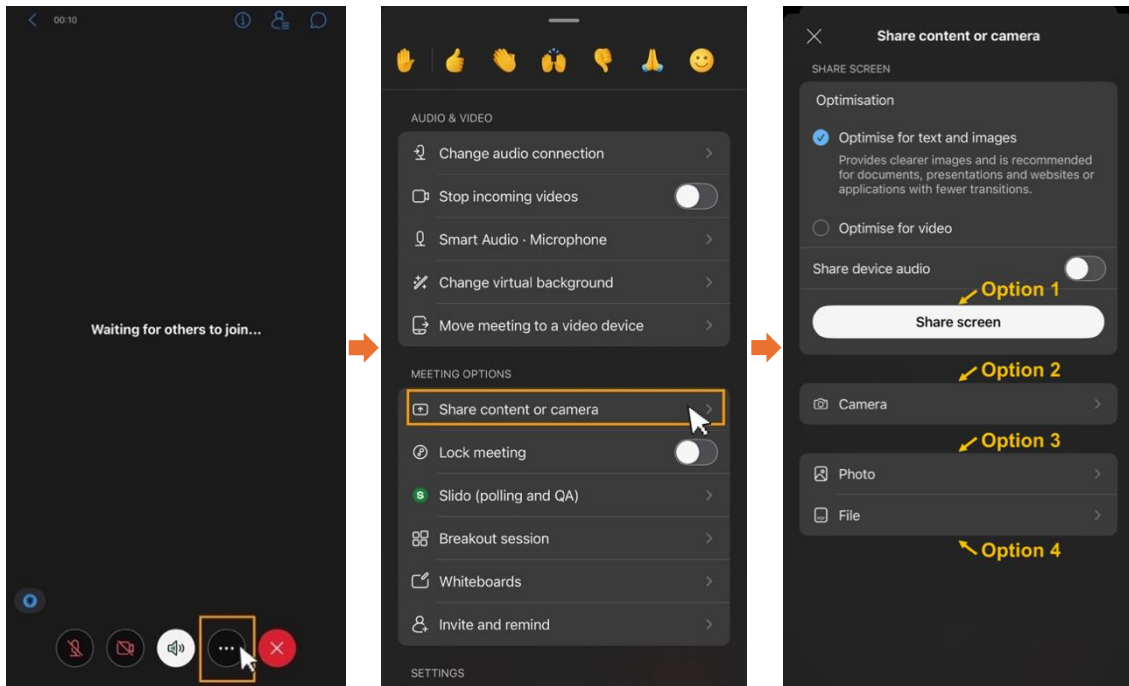 00:10
Waiting for others to join...
AUDIO & VIDEO
Change audio connection
Stop incoming videos
Smart Audio · Microphone
Change virtual background
Move meeting to a video device
MEETING OPTIONS
Share content or camera
Lock meeting
S Slido (polling and QA)
Breakout session
Whiteboards
Invite and remind
SETTINGS
Share content or camera
SHARE SCREEN
Optimisation
Optimise for text and images
Provides clearer images and is recommended
for documents, presentations and websites or
applications with fewer transitions.
Optimise for video
Share device audio
Option 1
Share screen
Option 2
Camera
Option 3
Photo
File
Option 4